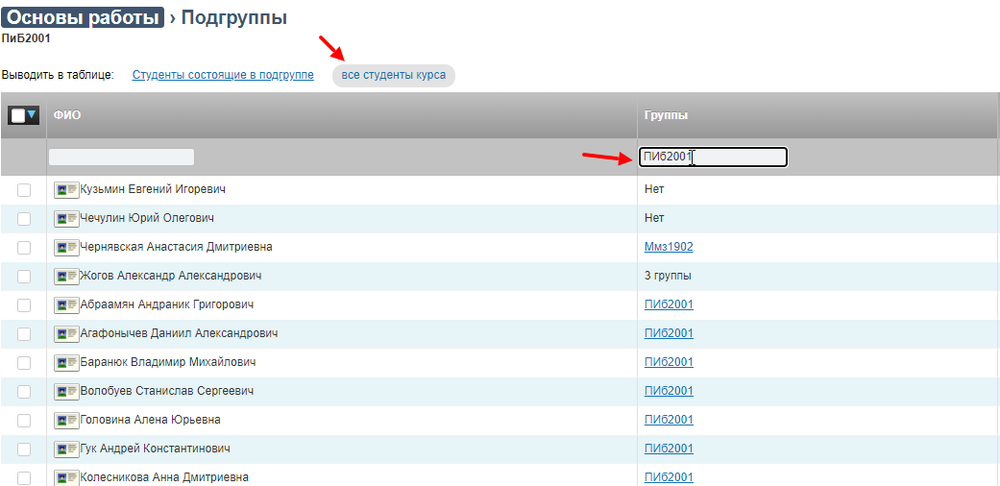 Основы работы › Подгруппы
ПиБ2001
Выводить в таблице: Студенты состоящие в подгруппе все студенты курса
ФИО Группы
ПИб2001
Кузьмин Евгений Игоревич Нет
Чечулин Юрий Олегович Нет
Чернявская Анастасия Дмитриевна Ммз1902
Жогов Александр Александрович 3 группы
Абраамян Андраник Григорович ПИб2001
Агафонычев Даниил Александрович ПИб2001
Баранюк Владимир Михайлович ПИб2001
Волобуев Станислав Сергеевич ПИб2001
Головина Алена Юрьевна ПИб2001
Гук Андрей Константинович ПИб2001
Колесникова Анна Дмитриевна ПИб2001